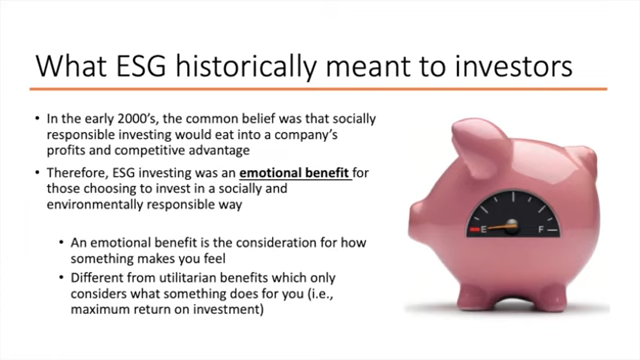 What ESG historically meant to investors
• In the early 2000's, the common belief was that socially
responsible investing would eat into a company's
profits and competitive advantage
• Therefore, ESG investing was an emotional benefit for
those choosing to invest in a socially and
environmentally responsible way
• An emotional benefit is the consideration for how
something makes you feel
• Different from utilitarian benefits which only
considers what something does for you (i.e.,
maximum return on investment)
E F